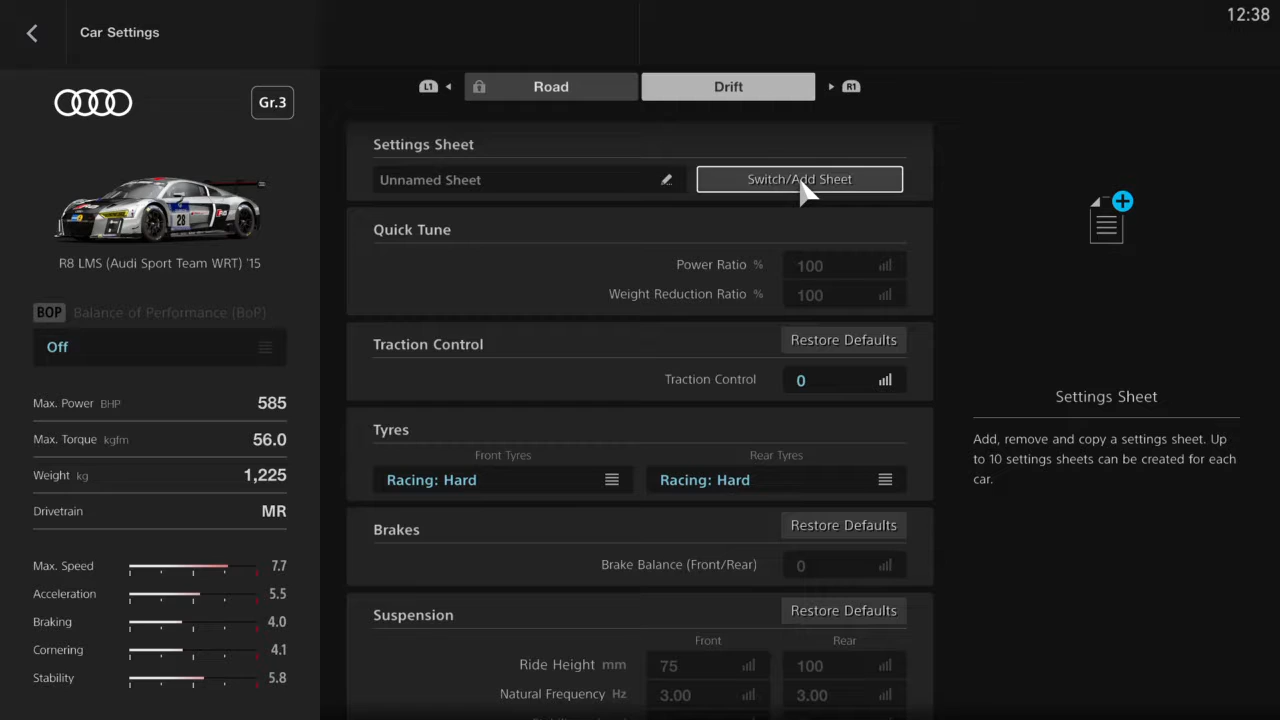 12:38
Car Settings
L1 Road Drift R1
Gr.3
28
R8 LMS (Audi Sport Team WRT) '15
BOP Balance of Performance (BoP)
Off
Max. Power BHP 585
Max. Torque kgfm 56.0
Weight kg 1,225
Drivetrain MR
Max. Speed 7.7
Acceleration 5.5
Braking 4.0
Cornering 4.1
Stability 5.8
Settings Sheet
Unnamed Sheet Switch/Add Sheet
Quick Tune
Power Ratio % 100
Weight Reduction Ratio % 100
Traction Control Restore Defaults
Traction Control 0
Tyres
Front Tyres Rear Tyres
Racing: Hard Racing: Hard
Brakes Restore Defaults
Brake Balance (Front/Rear) 0
Suspension Restore Defaults
Front Rear
Ride Height mm 75 100
Natural Frequency Hz 3.00 3.00
Settings Sheet
Add, remove and copy a settings sheet. Up
to 10 settings sheets can be created for each
car.